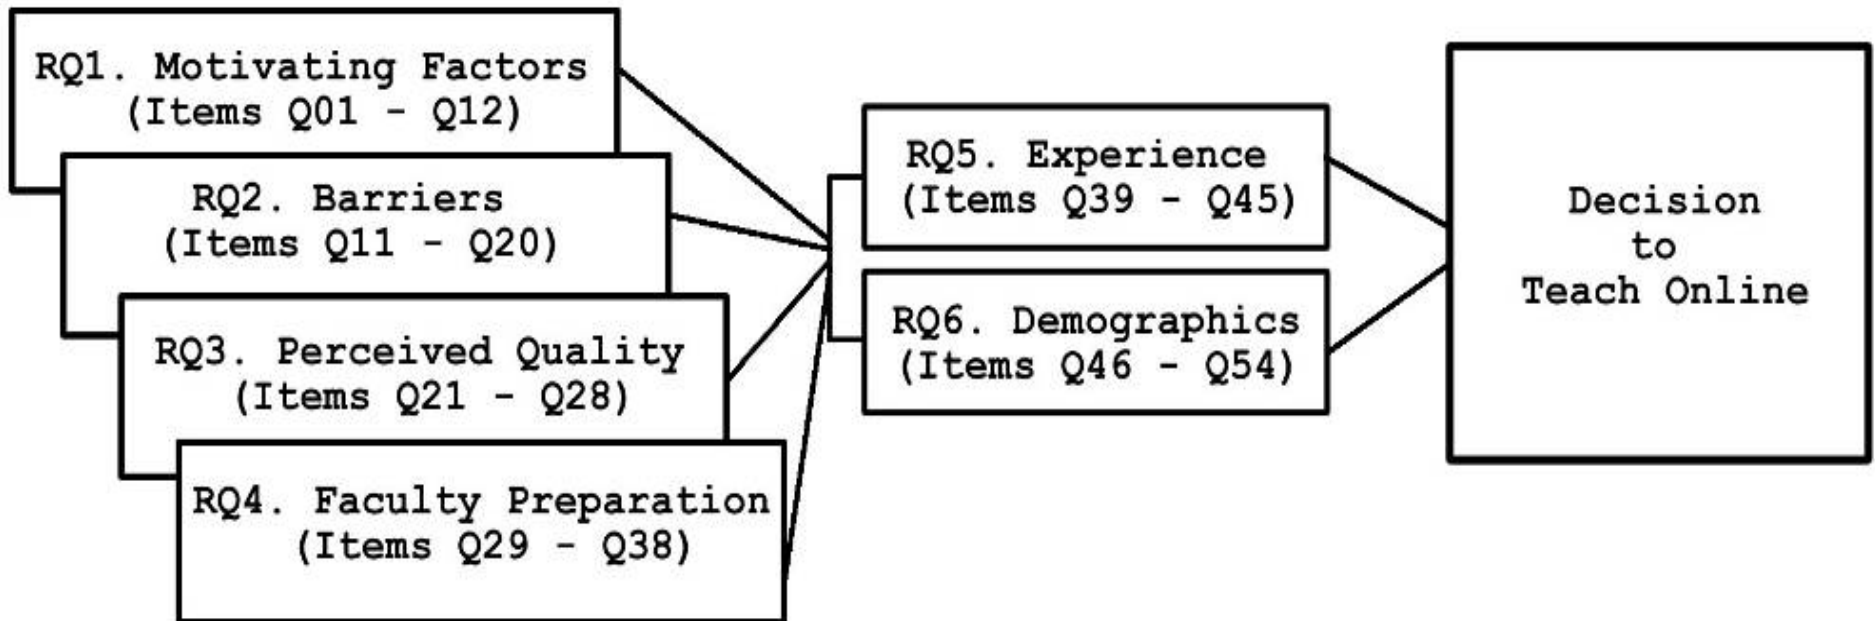 RQ1. Motivating Factors
(Items Q01 - Q12)
RQ2. Barriers
(Items Q11 - Q20)
RQ3. Perceived Quality
(Items Q21 - Q28)
RQ4. Faculty Preparation
(Items Q29 - Q38)
RQ5. Experience
(Items Q39 - Q45)
RQ6. Demographics
(Items Q46 - Q54)
Decision
to
Teach Online